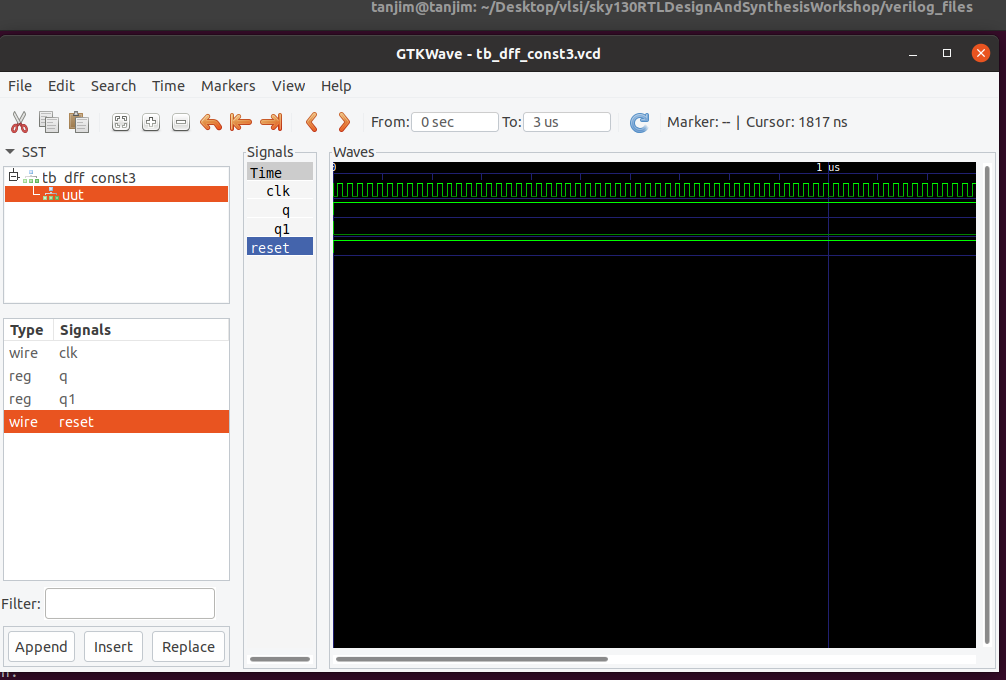 tanjim@tanjim: ~/Desktop/vlsi/sky130RTLDesignAndSynthesisWorkshop/verilog_files
GTKWave - tb_dff_const3.vcd
File Edit Search Time Markers View Help
From: 0 sec To: 3 us Marker: -- | Cursor: 1817 ns
SST
tb_dff_const3
uut
Type Signals
wire clk
reg q
reg q1
wire reset
Filter:
Append Insert Replace
Signals
Time
clk
q
q1
reset
Waves
0 1 us